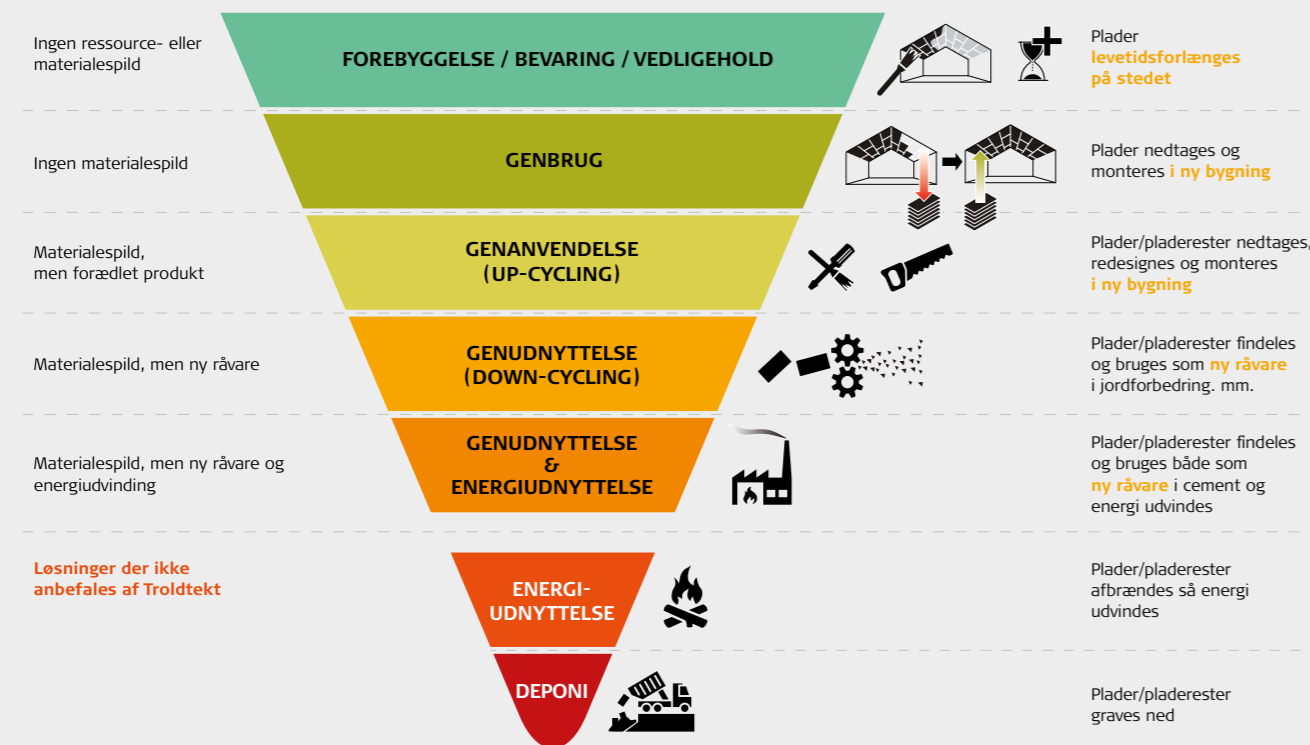 Ingen ressource- eller
materialespild
FOREBYGGELSE / BEVARING / VEDLIGEHOLD
Plader
levetidsforlænges
på stedet
Ingen materialespild
GENBRUG
Plader nedtages og
monteres i ny bygning
Materialespild,
men forædlet produkt
GENANVENDELSE
(UP-CYCLING)
Plader/pladerester nedtages,
redesignes og monteres
i ny bygning
Materialespild, men ny råvare
GENUDNYTTELSE
(DOWN-CYCLING)
Plader/pladerester findeles
og bruges som ny råvare
i jordforbedring. mm.
Materialespild, men ny råvare og
energiudvinding
GENUDNYTTELSE
&
ENERGIUDNYTTELSE
Plader/pladerester findeles
og bruges både som
ny råvare i cement og
energi udvindes
Løsninger der ikke
anbefales af Troldtekt
ENERGI-
UDNYTTELSE
Plader/pladerester
afbrændes så energi
udvindes
DEPONI
Plader/pladerester
graves ned